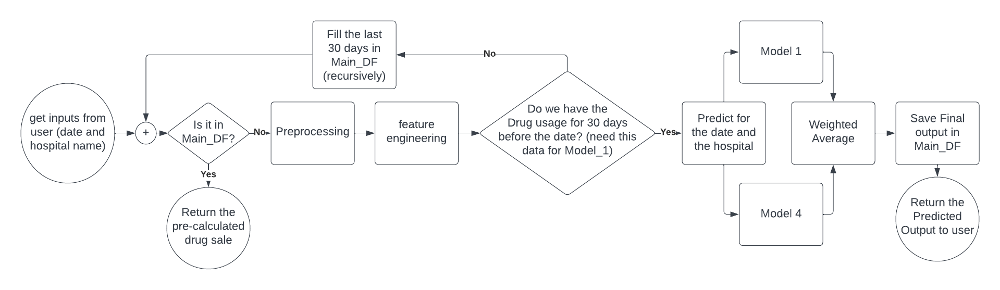 get inputs from
user (date and
hospital name)
+
Is it in
Main_DF?
Yes
Return the
pre-calculated
drug sale
No
Preprocessing
feature
engineering
Do we have the
Drug usage for 30 days
before the date? (need this
data for Model_1)
No
Fill the last
30 days in
Main_DF
(recursively)
Yes
Predict for
the date and
the hospital
Model 1
Model 4
Weighted
Average
Save Final
output in
Main_DF
Return the
Predicted
Output to user